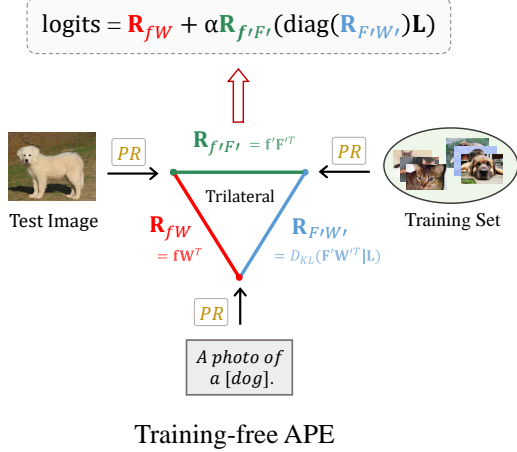 logits = R_{fW} + αR_{f′F′}(diag(R_{F′W′})L)
R_{f′F′} = f′F′^T
PR
PR
Trilateral
Test Image
Training Set
R_{fW}
= fW^T
R_{F′W′}
= D_{KL}(F′W′^T|L)
PR
A photo of
a [dog].
Training-free APE